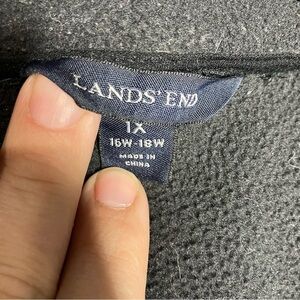 LANDS' END
1X
16W-18W
MADE IN
CHINA